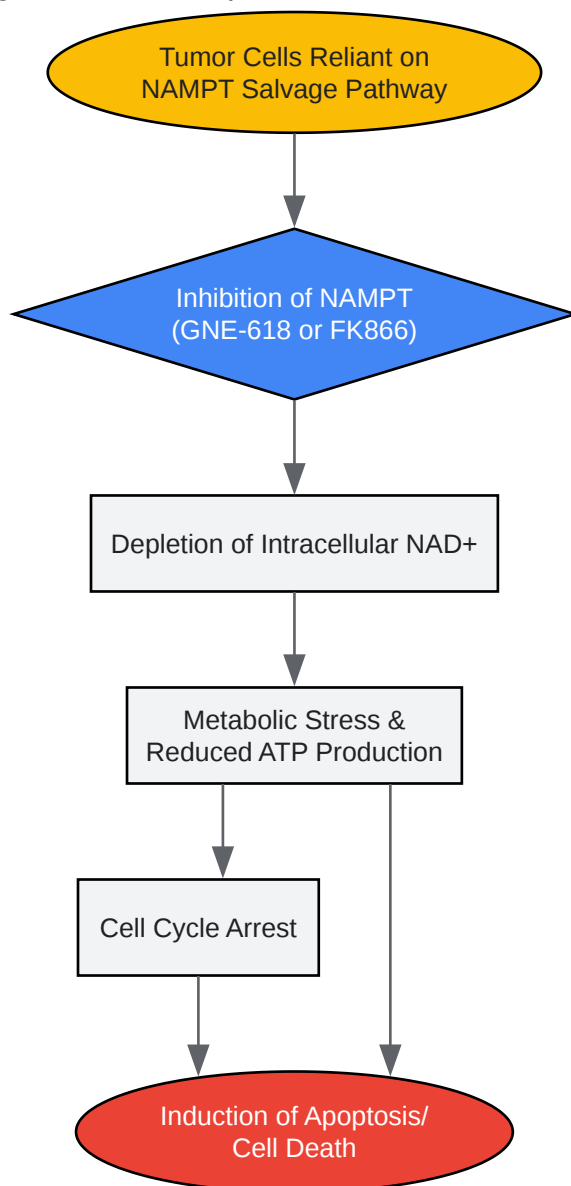 Tumor Cells Reliant on
NAMPT Salvage Pathway
Inhibition of NAMPT
(GNE-618 or FK866)
Depletion of Intracellular NAD+
Metabolic Stress &
Reduced ATP Production
Cell Cycle Arrest
Induction of Apoptosis/
Cell Death